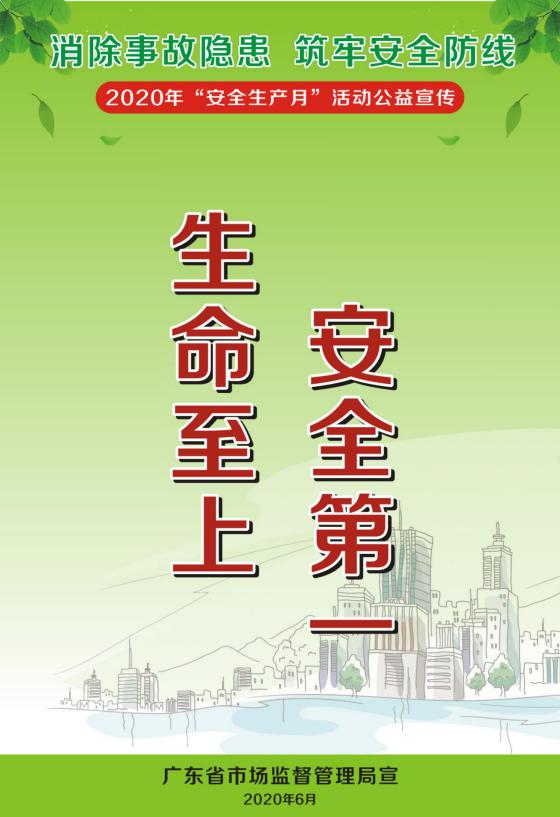 消除事故隐患 筑牢安全防线
2020年“安全生产月”活动公益宣传
生命至上
安全第一
广东省市场监督管理局宣
2020年6月